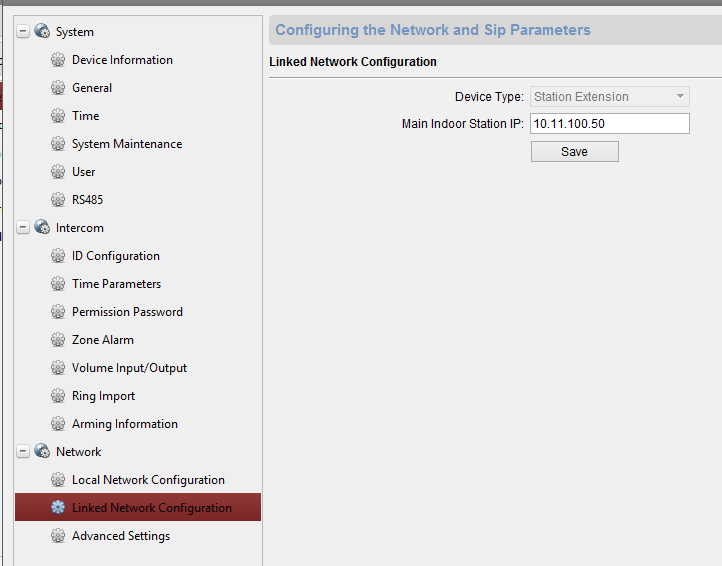 System
Device Information
General
Time
System Maintenance
User
RS485
Intercom
ID Configuration
Time Parameters
Permission Password
Zone Alarm
Volume Input/Output
Ring Import
Arming Information
Network
Local Network Configuration
Linked Network Configuration
Advanced Settings
Configuring the Network and Sip Parameters
Linked Network Configuration
Device Type: Station Extension
Main Indoor Station IP: 10.11.100.50
Save